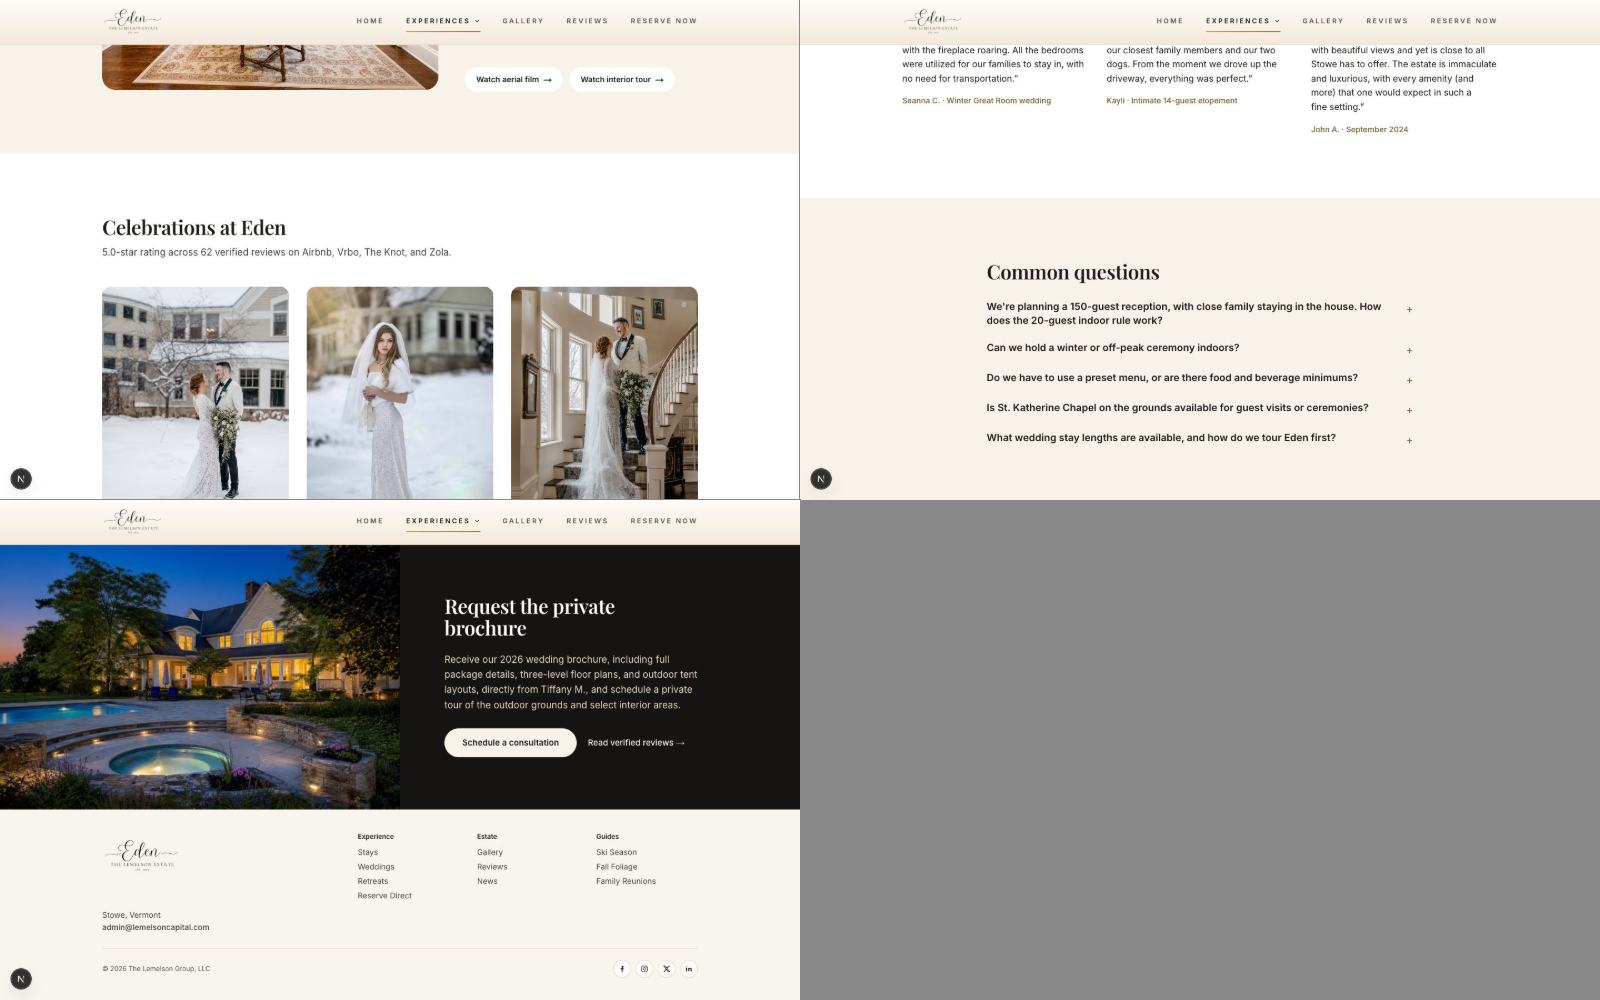 Eden
THE LEMELSON ESTATE
HOME EXPERIENCES GALLERY REVIEWS RESERVE NOW
Watch aerial film → Watch interior tour →
Celebrations at Eden
5.0-star rating across 62 verified reviews on Airbnb, Vrbo, The Knot, and Zola.
N
Eden
THE LEMELSON ESTATE
HOME EXPERIENCES GALLERY REVIEWS RESERVE NOW
with the fireplace roaring. All the bedrooms
were utilized for our families to stay in, with
no need for transportation.”
Seanna C. · Winter Great Room wedding
our closest family members and our two
dogs. From the moment we drove up the
driveway, everything was perfect.”
Kayli · Intimate 14-guest elopement
with beautiful views and yet is close to all
Stowe has to offer. The estate is immaculate
and luxurious, with every amenity (and
more) that one would expect in such a
fine setting.”
John A. · September 2024
Common questions
We're planning a 150-guest reception, with close family staying in the house. How
does the 20-guest indoor rule work? +
Can we hold a winter or off-peak ceremony indoors? +
Do we have to use a preset menu, or are there food and beverage minimums? +
Is St. Katherine Chapel on the grounds available for guest visits or ceremonies? +
What wedding stay lengths are available, and how do we tour Eden first? +
N
Eden
THE LEMELSON ESTATE
HOME EXPERIENCES GALLERY REVIEWS RESERVE NOW
Request the private
brochure
Receive our 2026 wedding brochure, including full
package details, three-level floor plans, and outdoor tent
layouts, directly from Tiffany M., and schedule a private
tour of the outdoor grounds and select interior areas.
Schedule a consultation Read verified reviews →
Eden
THE LEMELSON ESTATE
Stowe, Vermont
admin@lemelsoncapital.com
Experience
Stays
Weddings
Retreats
Reserve Direct
Estate
Gallery
Reviews
News
Guides
Ski Season
Fall Foliage
Family Reunions
© 2026 The Lemelson Group, LLC
N